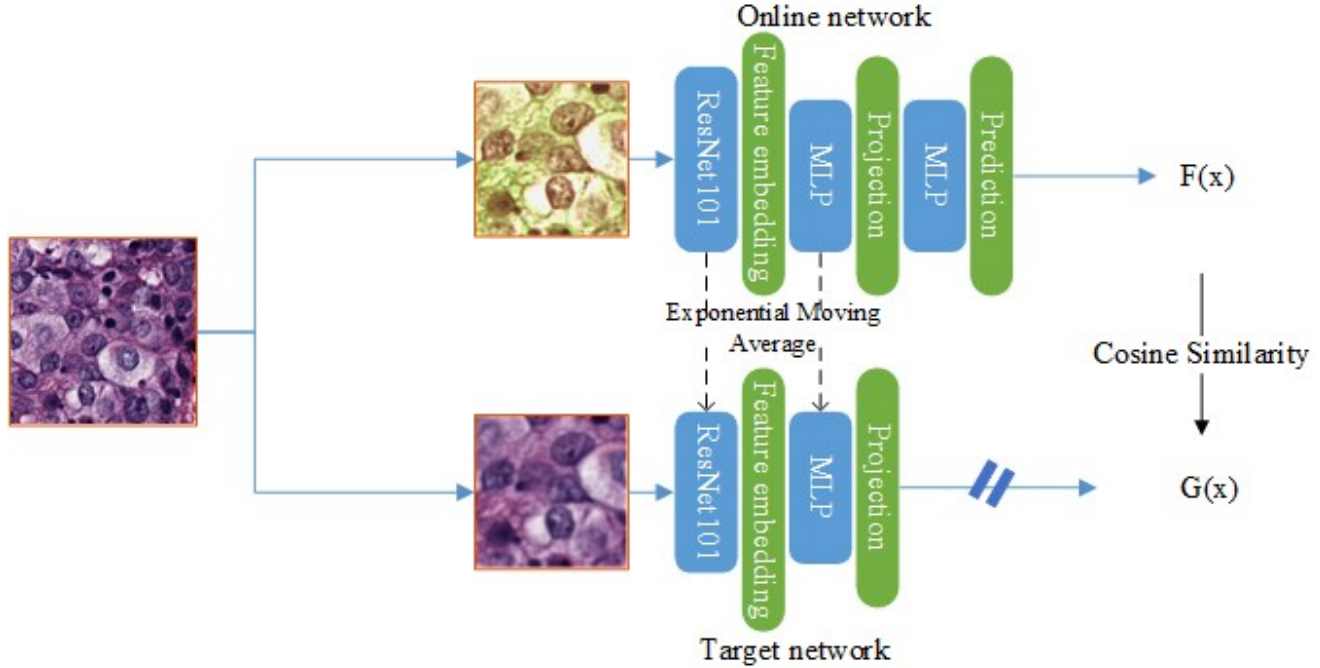 Online network
ResNet101
Feature embedding
MLP
Projection
MLP
Prediction
F(x)
Exponential Moving
Average
Cosine Similarity
ResNet101
Feature embedding
MLP
Projection
G(x)
Target network